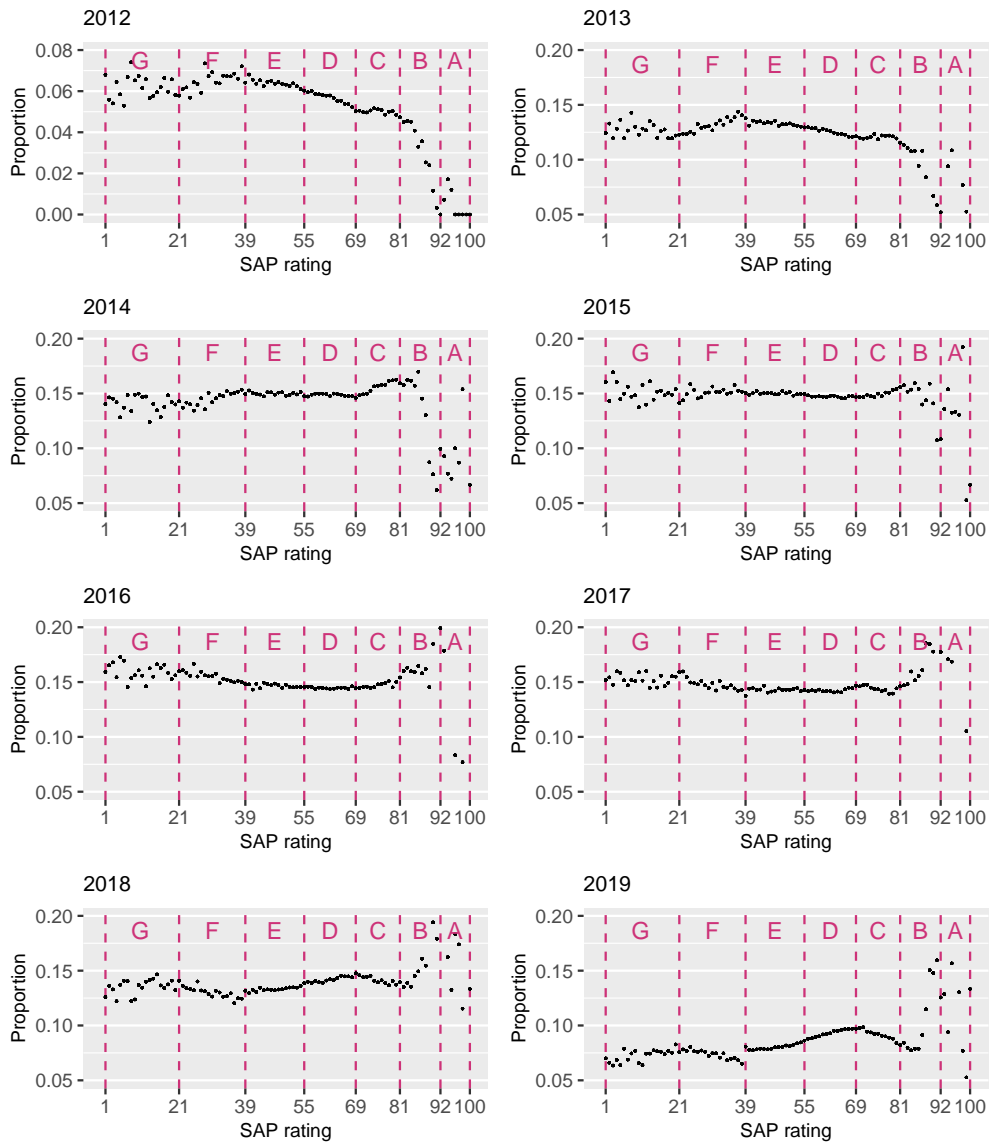 2012
G F E D C B A
0.08
0.06
0.04
0.02
0.00
Proportion
1 21 39 55 69 81 92 100
SAP rating
2013
G F E D C B A
0.20
0.15
0.10
0.05
Proportion
1 21 39 55 69 81 92 100
SAP rating
2014
G F E D C B A
0.20
0.15
0.10
0.05
Proportion
1 21 39 55 69 81 92 100
SAP rating
2015
G F E D C B A
0.20
0.15
0.10
0.05
Proportion
1 21 39 55 69 81 92 100
SAP rating
2016
G F E D C B A
0.20
0.15
0.10
0.05
Proportion
1 21 39 55 69 81 92 100
SAP rating
2017
G F E D C B A
0.20
0.15
0.10
0.05
Proportion
1 21 39 55 69 81 92 100
SAP rating
2018
G F E D C B A
0.20
0.15
0.10
0.05
Proportion
1 21 39 55 69 81 92 100
SAP rating
2019
G F E D C B A
0.20
0.15
0.10
0.05
Proportion
1 21 39 55 69 81 92 100
SAP rating